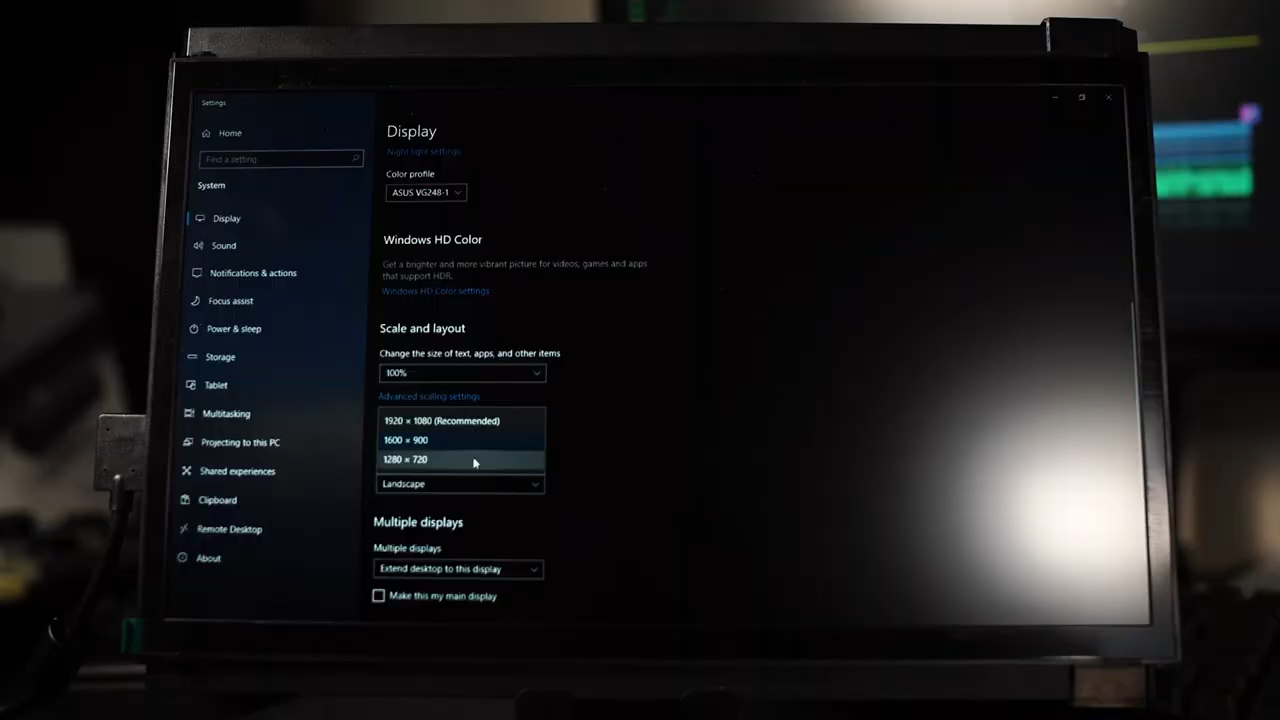 Settings
Home
Find a setting
System
Display
Sound
Notifications & actions
Focus assist
Power & sleep
Storage
Tablet
Multitasking
Projecting to this PC
Shared experiences
Clipboard
Remote Desktop
About
Display
Night light settings
Color profile
ASUS VG248-1
Windows HD Color
Get a brighter and more vibrant picture for videos, games and apps
that support HDR.
Windows HD Color settings
Scale and layout
Change the size of text, apps, and other items
100%
Advanced scaling settings
1920 × 1080 (Recommended)
1600 × 900
1280 × 720
Landscape
Multiple displays
Multiple displays
Extend desktop to this display
Make this my main display